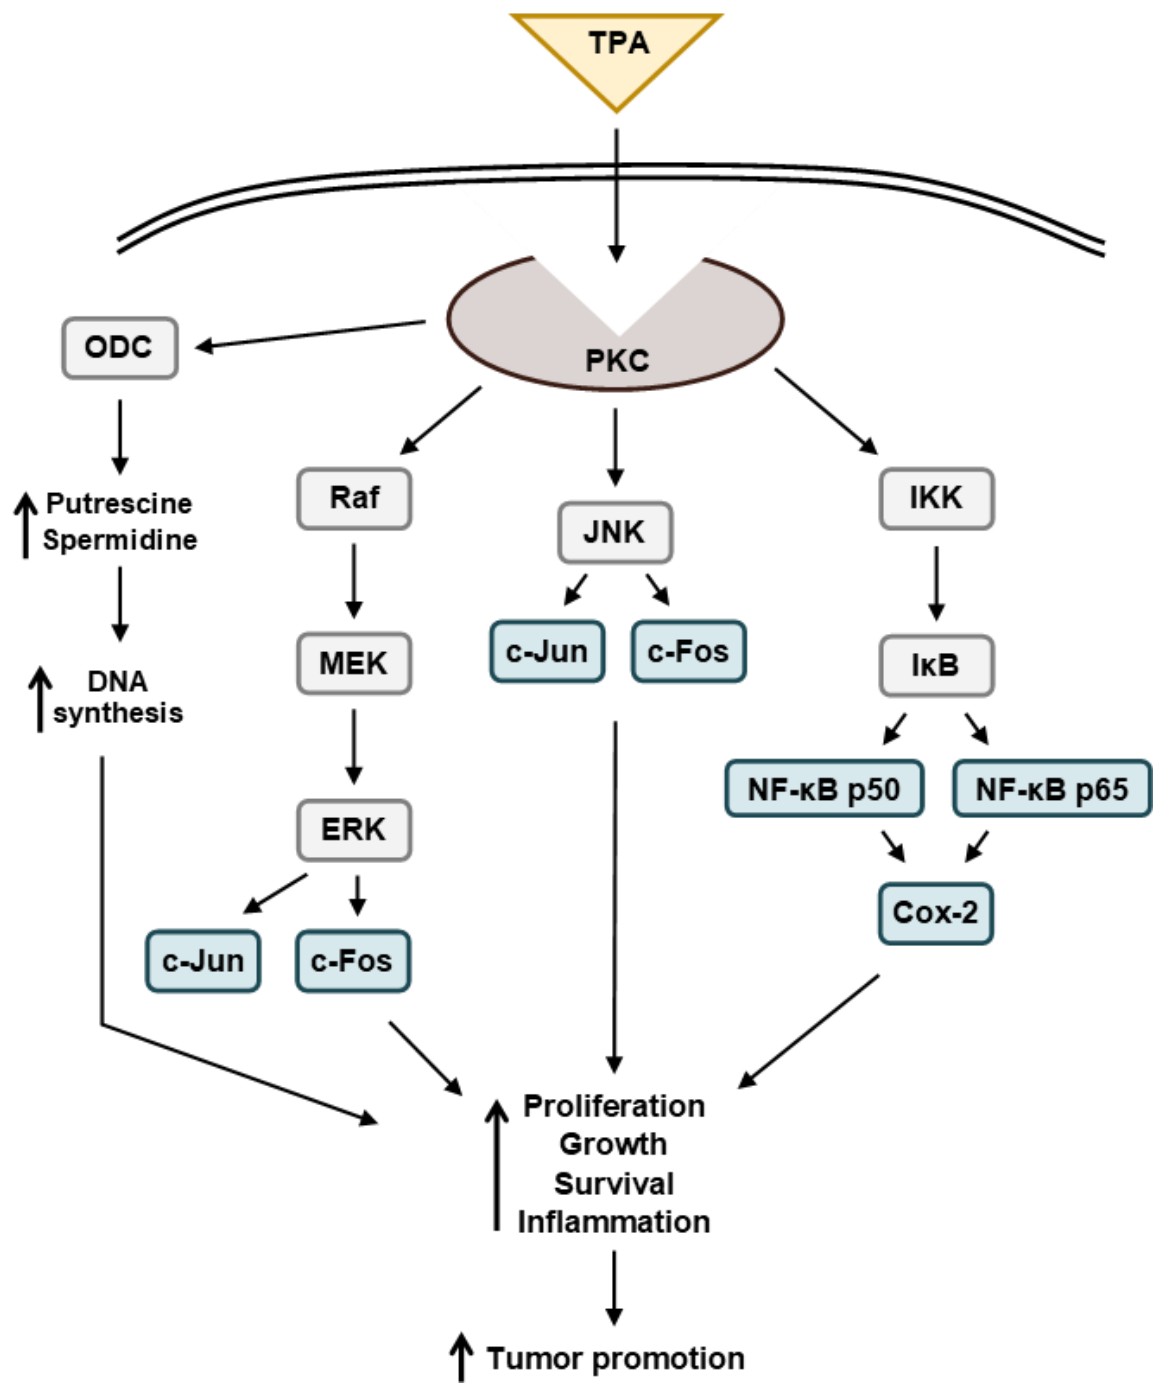 TPA
PKC
ODC
Putrescine
Spermidine
DNA
synthesis
Raf
MEK
ERK
c-Jun
c-Fos
JNK
c-Jun
c-Fos
IKK
IκB
NF-κB p50
NF-κB p65
Cox-2
Proliferation
Growth
Survival
Inflammation
Tumor promotion